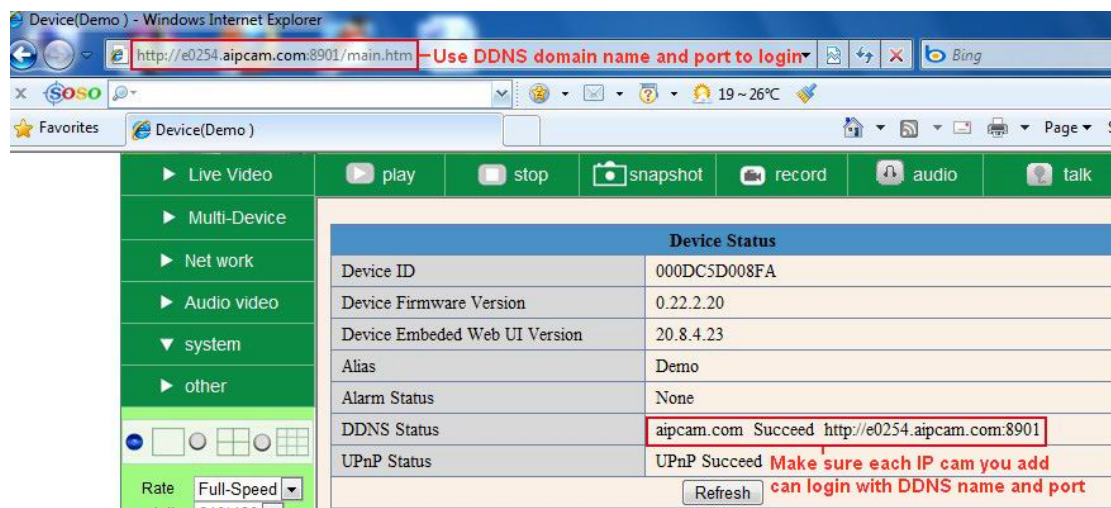 Device(Demo ) - Windows Internet Explorer
http://e0254.aipcam.com:8901/main.htm Use DDNS domain name and port to login Bing
x SOSO 19~26℃
Favorites Device(Demo ) Page
Live Video play stop snapshot record audio talk
Multi-Device
Device Status
Net work Device ID 000DC5D008FA
Audio video Device Firmware Version 0.22.2.20
system Device Embeded Web UI Version 20.8.4.23
Alias Demo
other Alarm Status None
DDNS Status aipcam.com Succeed http://e0254.aipcam.com:8901
UPnP Status UPnP Succeed Make sure each IP cam you add
Rate Full-Speed Refresh can login with DDNS name and port